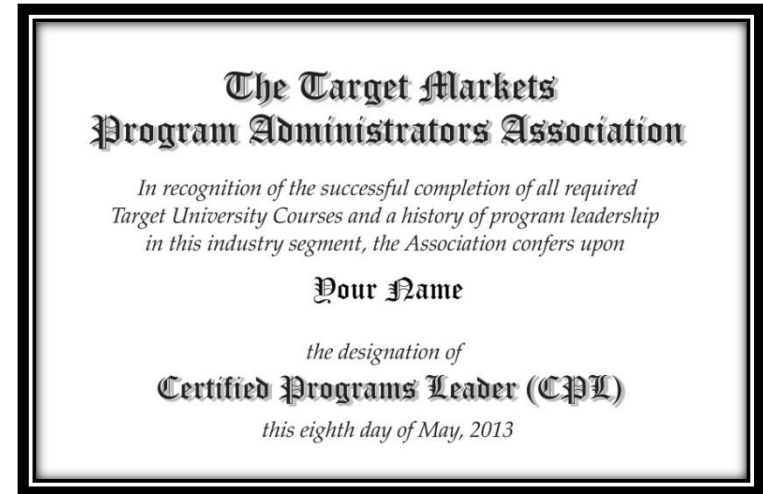 The Target Markets
Program Administrators Association
In recognition of the successful completion of all required
Target University Courses and a history of program leadership
in this industry segment, the Association confers upon
Your Name
the designation of
Certified Programs Leader (CPL)
this eighth day of May, 2013